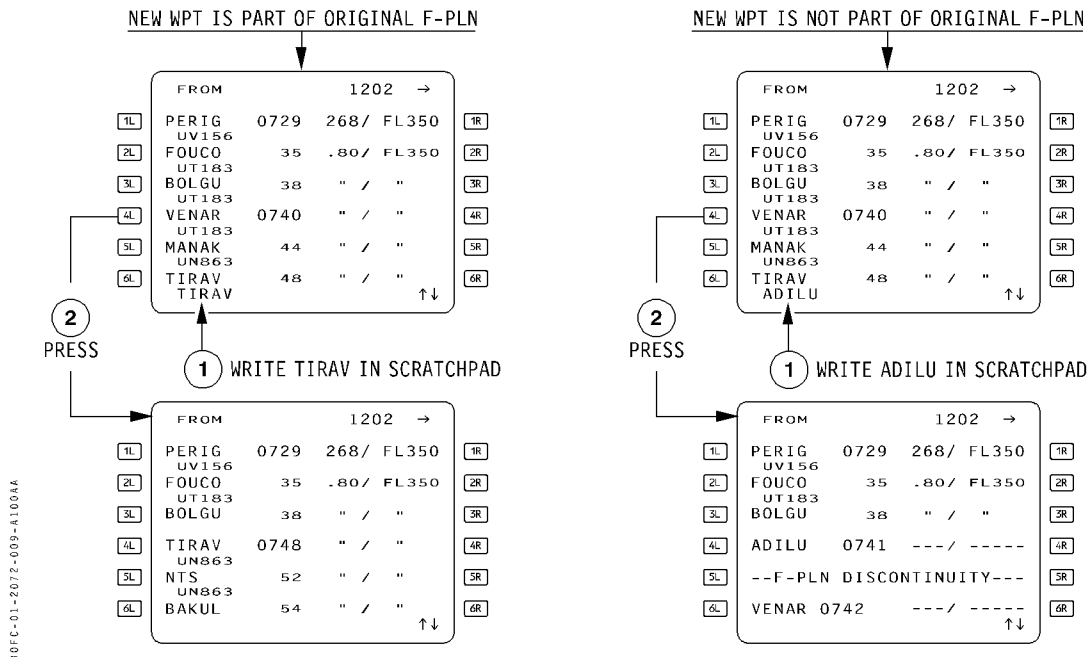 NEW WPT IS PART OF ORIGINAL F-PLN
FROM 1202 →
1L PERIG 0729 268/ FL350 1R
UV156
2L FOUCO 35 .80/ FL350 2R
UT183
3L BOLGU 38 " / " 3R
UT183
4L VENAR 0740 " / " 4R
UT183
5L MANAK 44 " / " 5R
UN863
6L TIRAV 48 " / " 6R
TIRAV ↑↓
2
PRESS
1 WRITE TIRAV IN SCRATCHPAD
FROM 1202 →
1L PERIG 0729 268/ FL350 1R
UV156
2L FOUCO 35 .80/ FL350 2R
UT183
3L BOLGU 38 " / " 3R
4L TIRAV 0748 " / " 4R
UN863
5L NTS 52 " / " 5R
UN863
6L BAKUL 54 " / " 6R
↑↓
NEW WPT IS NOT PART OF ORIGINAL F-PLN
FROM 1202 →
1L PERIG 0729 268/ FL350 1R
UV156
2L FOUCO 35 .80/ FL350 2R
UT183
3L BOLGU 38 " / " 3R
UT183
4L VENAR 0740 " / " 4R
UT183
5L MANAK 44 " / " 5R
UN863
6L TIRAV 48 " / " 6R
ADILU ↑↓
2
PRESS
1 WRITE ADILU IN SCRATCHPAD
FROM 1202 →
1L PERIG 0729 268/ FL350 1R
UV156
2L FOUCO 35 .80/ FL350 2R
UT183
3L BOLGU 38 " / " 3R
4L ADILU 0741 ---/ ----- 4R
5L --F-PLN DISCONTINUITY--- 5R
6L VENAR 0742 ---/ ----- 6R
↑↓
0FC-01-2072-009-A100AA